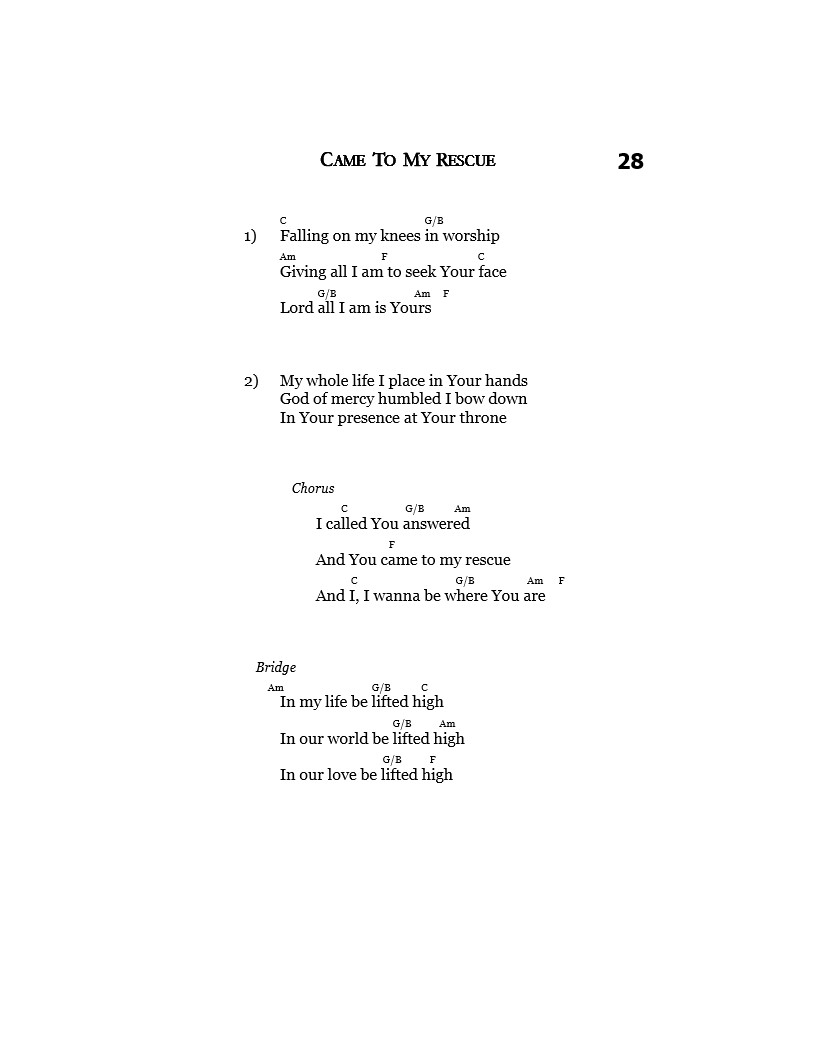 CAME TO MY RESCUE 28
C G/B
1) Falling on my knees in worship
Am F C
Giving all I am to seek Your face
G/B Am F
Lord all I am is Yours
2) My whole life I place in Your hands
God of mercy humbled I bow down
In Your presence at Your throne
Chorus
C G/B Am
I called You answered
F
And You came to my rescue
C G/B Am F
And I, I wanna be where You are
Bridge
Am G/B C
In my life be lifted high
G/B Am
In our world be lifted high
G/B F
In our love be lifted high